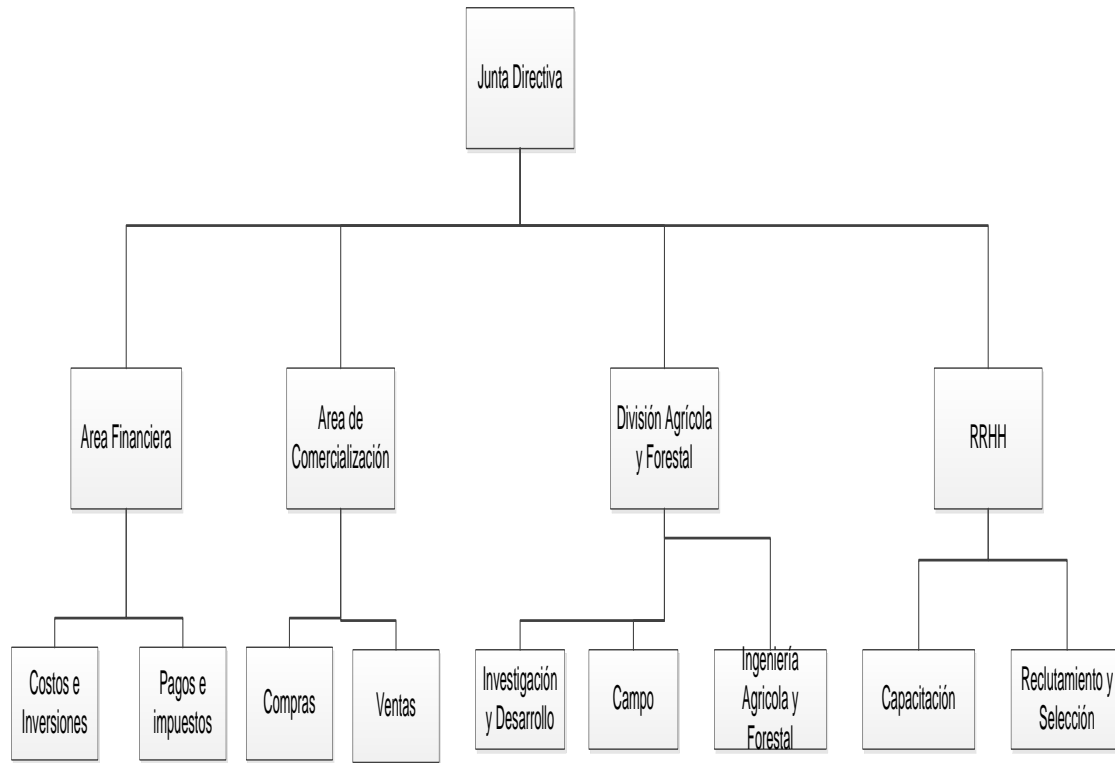 Junta Directiva
Area Financiera
Area de
Comercialización
División Agrícola
y Forestal
RRHH
Costos e
Inversiones
Pagos e
impuestos
Compras
Ventas
Investigación
y Desarrollo
Campo
Ingeniería
Agricola y
Forestal
Capacitación
Reclutamiento y
Selección